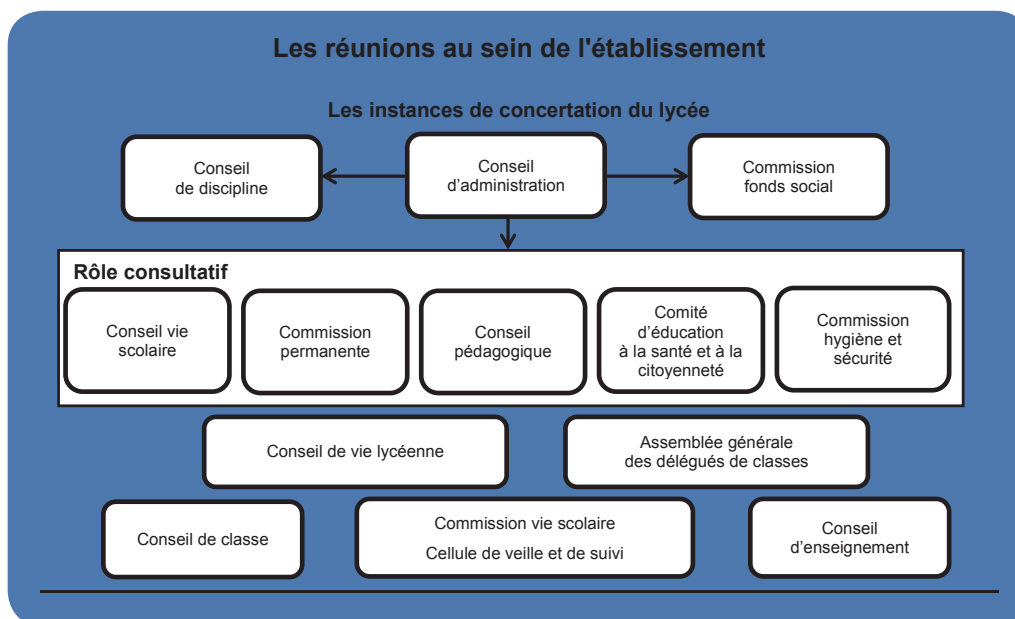 Les réunions au sein de l'établissement
Les instances de concertation du lycée
Conseil
de discipline
Conseil
d'administration
Commission
fonds social
Rôle consultatif
Conseil vie
scolaire
Commission
permanente
Conseil
pédagogique
Comité
d'éducation
à la santé et à la
citoyenneté
Commission
hygiène et
sécurité
Conseil de vie lycéenne
Assemblée générale
des délégués de classes
Conseil de classe
Commission vie scolaire
Cellule de veille et de suivi
Conseil
d'enseignement